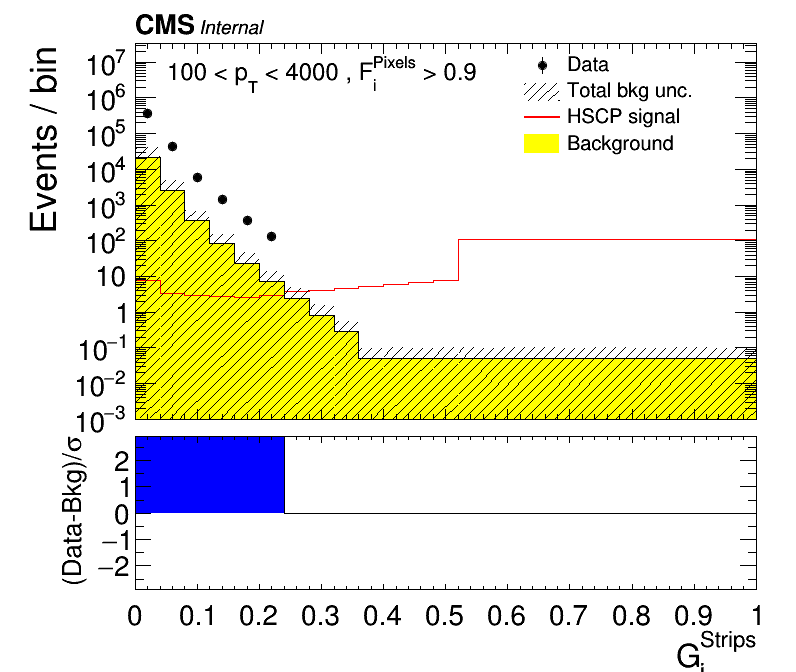 CMS Internal
100 < p_T < 4000 , F_i^Pixels > 0.9
Data
Total bkg unc.
HSCP signal
Background
Events / bin
10^7
10^6
10^5
10^4
10^3
10^2
10
1
10^−1
10^−2
10^−3
(Data-Bkg)/σ
2
1
0
−1
−2
0 0.1 0.2 0.3 0.4 0.5 0.6 0.7 0.8 0.9 1
G_i^Strips